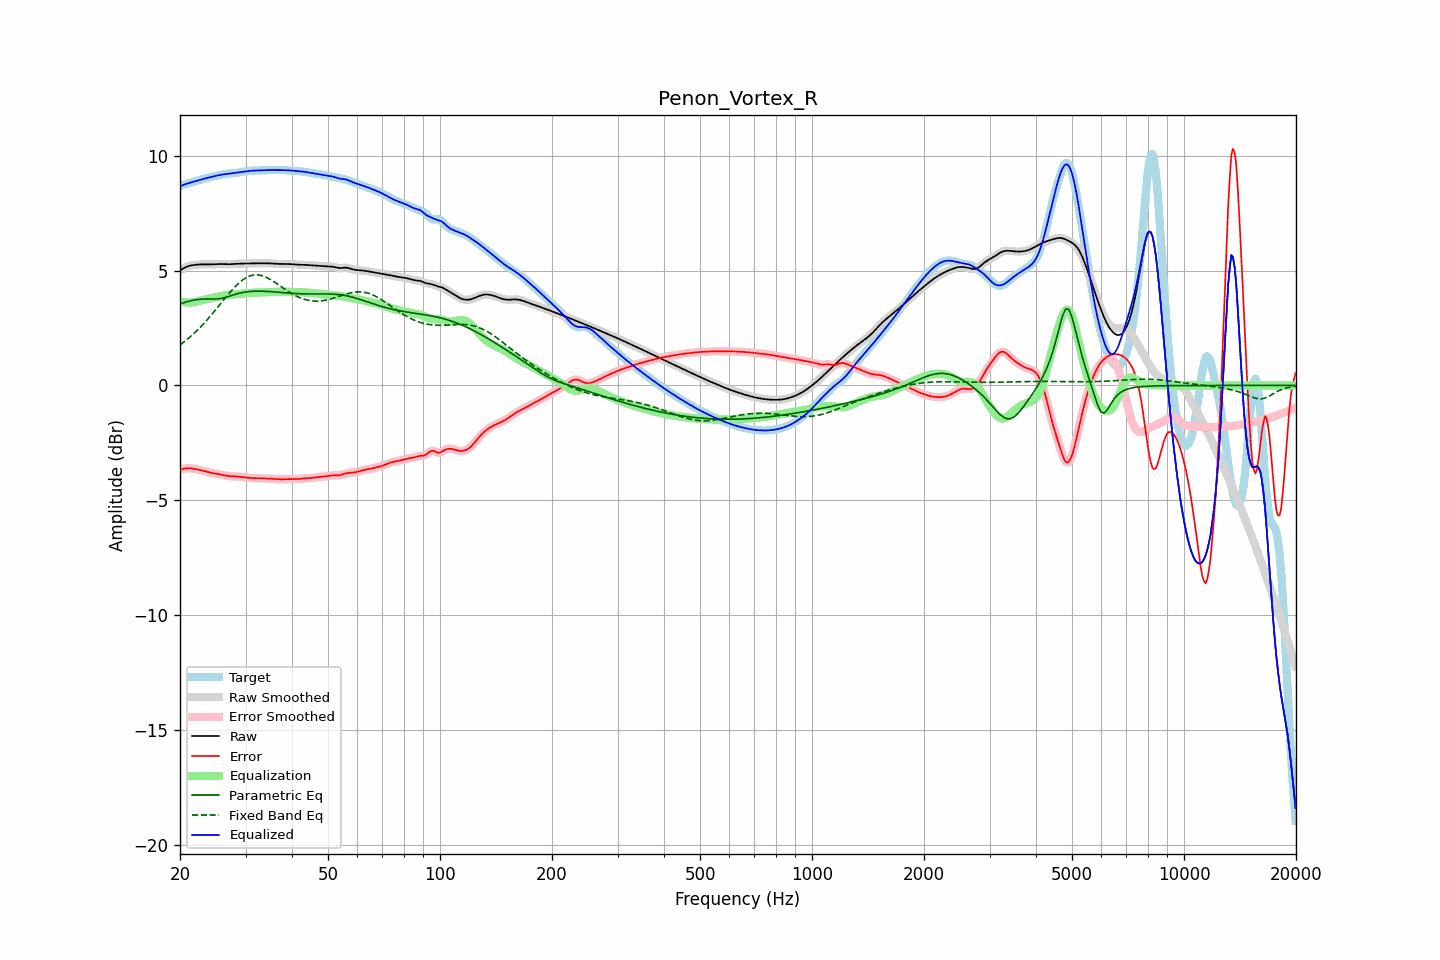 Penon_Vortex_R
Amplitude (dBr)
10
5
0
−5
−10
−15
−20
Target
Raw Smoothed
Error Smoothed
Raw
Error
Equalization
Parametric Eq
Fixed Band Eq
Equalized
20 50 100 200 500 1000 2000 5000 10000 20000
Frequency (Hz)